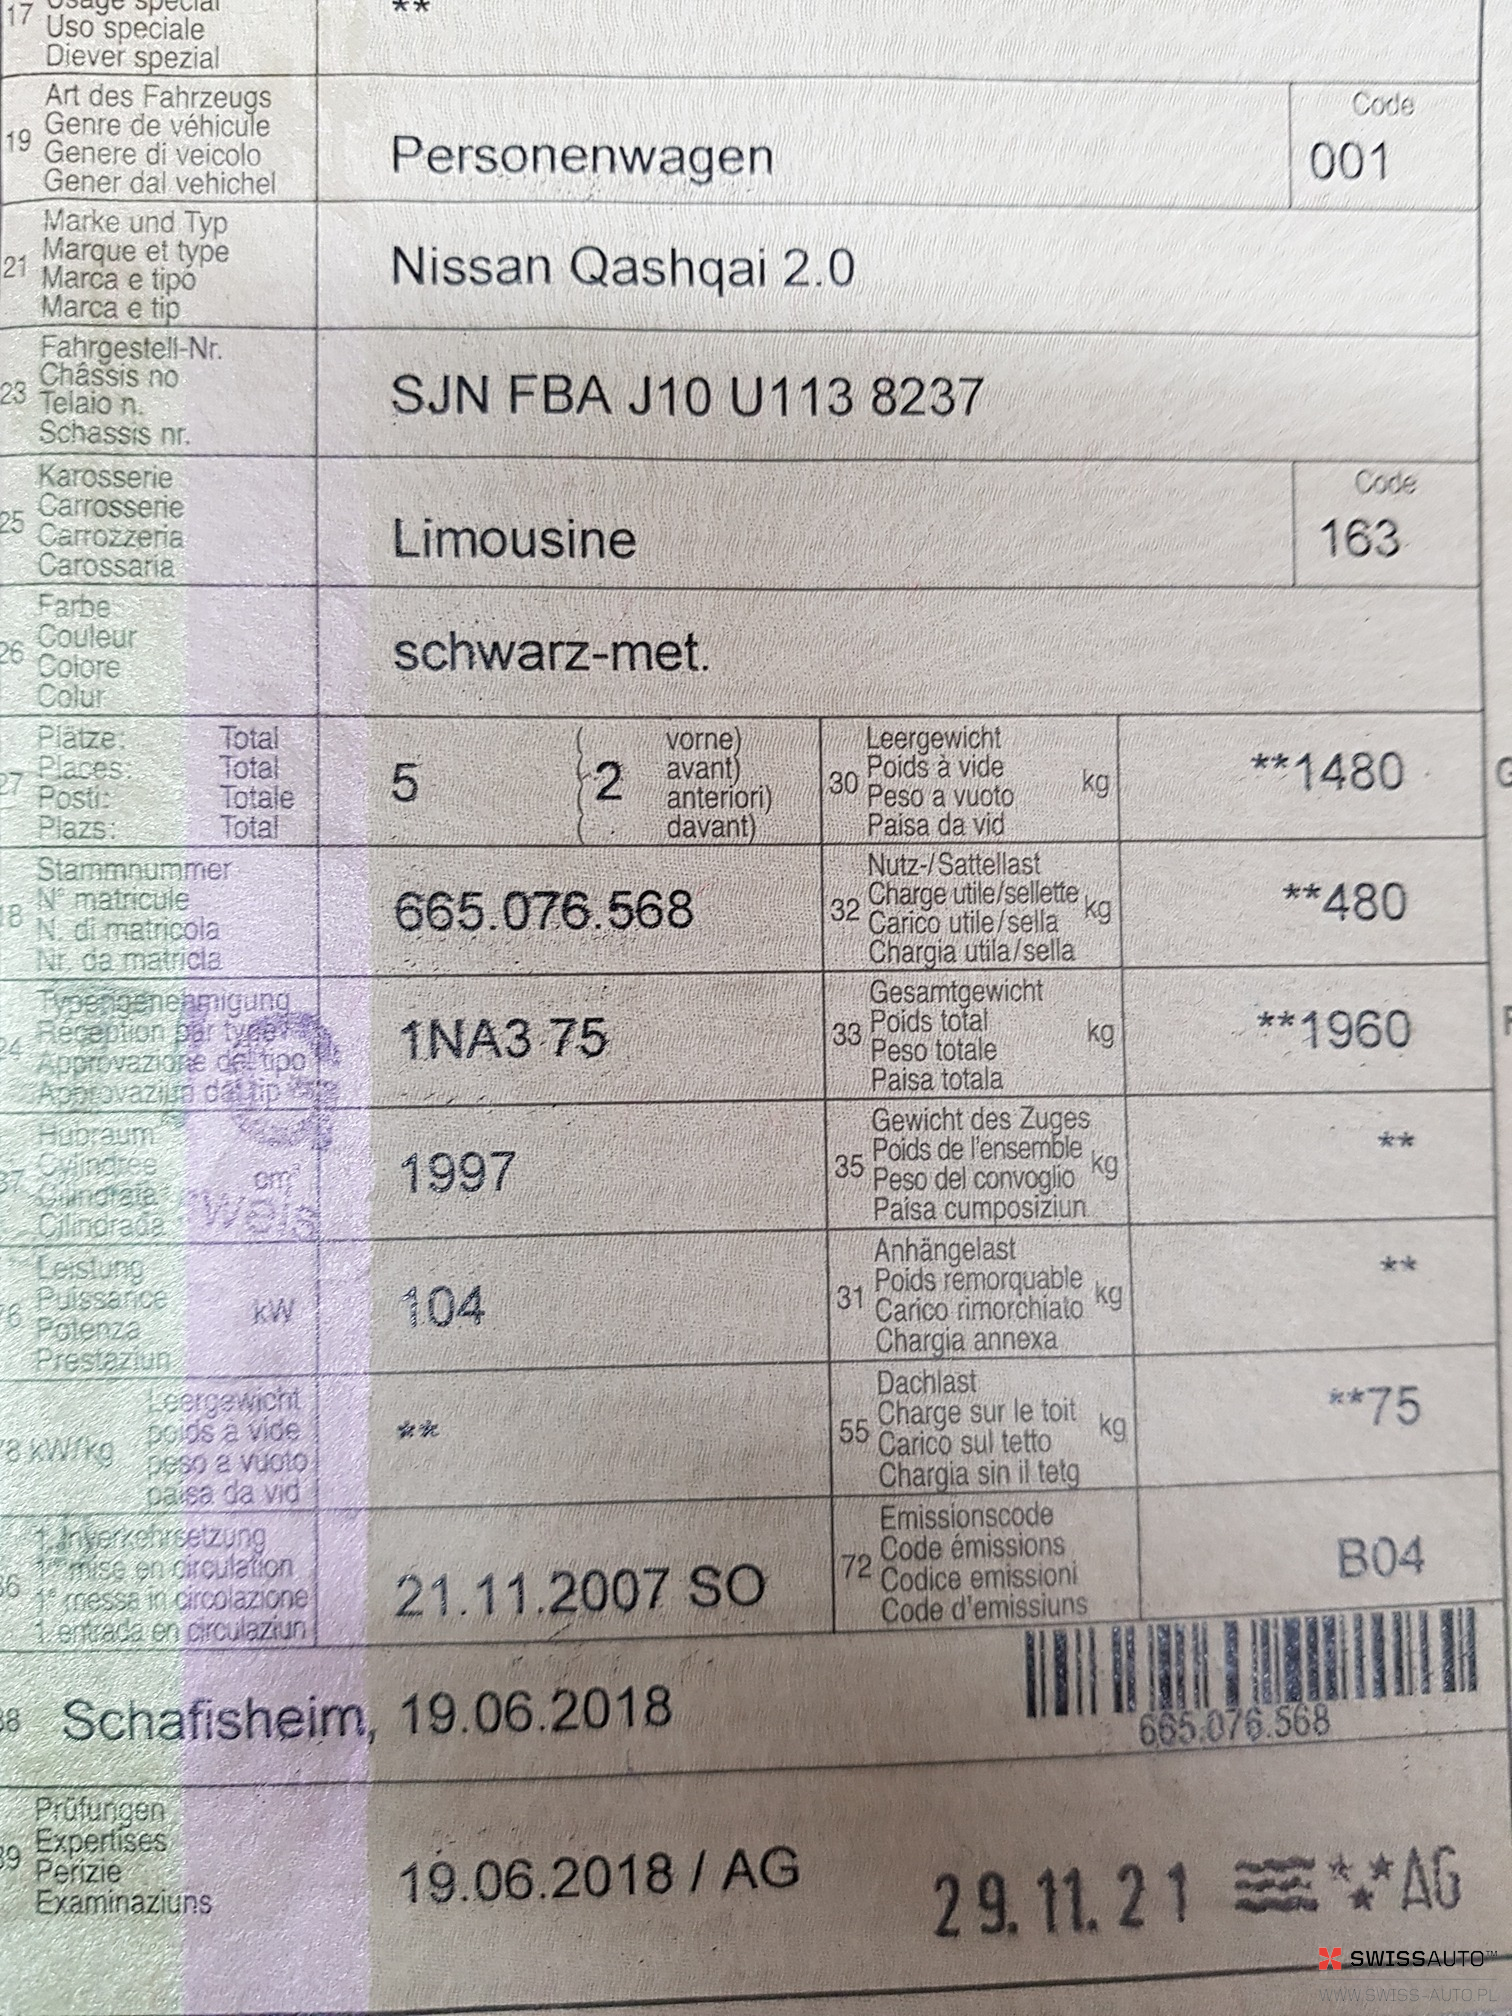 17 Usage spécial **
Uso speciale
Diever spezial
Art des Fahrzeugs Code
19 Genre de véhicule Personenwagen 001
Genere di veicolo
Gener dal vehichel
Marke und Typ
21 Marque et type Nissan Qashqai 2.0
Marca e tipo
Marca e tip
Fahrgestell-Nr.
23 Châssis no SJN FBA J10 U113 8237
Telaio n.
Schassis nr.
Karosserie Code
25 Carrosserie Limousine 163
Carrozzeria
Carossaria
Farbe
26 Couleur schwarz-met.
Colore
Colur
Plätze: Total ( vorne) Leergewicht
27 Places: Total 5 ( 2 avant) 30 Poids à vide kg **1480
Posti: Totale ( anteriori) Peso a vuoto
Plazs: Total ( davant) Paisa da vid
Stammnummer Nutz-/Sattellast
18 N° matricule 665.076.568 32 Charge utile/sellette kg **480
N. di matricola Carico utile/sella
Nr. da matricla Chargia utila/sella
Typengenehmigung Gesamtgewicht
24 Réception par type 1NA3 75 33 Poids total kg **1960
Approvazione del tipo Peso totale
Approvaziun dal tip Paisa totala
Hubraum Gewicht des Zuges
37 Cylindrée cm³ 1997 35 Poids de l'ensemble kg **
Cilindrata Peso del convoglio
Cilindrada Paisa cumposiziun
Leistung Anhängelast
76 Puissance kW 104 31 Poids remorquable kg **
Potenza Carico rimorchiato
Prestaziun Chargia annexa
Leergewicht Dachlast
78 kW/kg poids à vide ** 55 Charge sur le toit kg **75
peso a vuoto Carico sul tetto
paisa da vid Chargia sin il tetg
1. Inverkehrsetzung Emissionscode
36 1re mise en circulation 21.11.2007 SO 72 Code émissions B04
1a messa in circolazione Codice emissioni
1. entrada en circulaziun Code d'emissiuns
38 Schafisheim, 19.06.2018 665.076.568
Prüfungen
39 Expertises 19.06.2018 / AG 29.11.21 AG
Perizie
Examinaziuns
SWISSAUTO™
WWW.SWISS-AUTO.PL